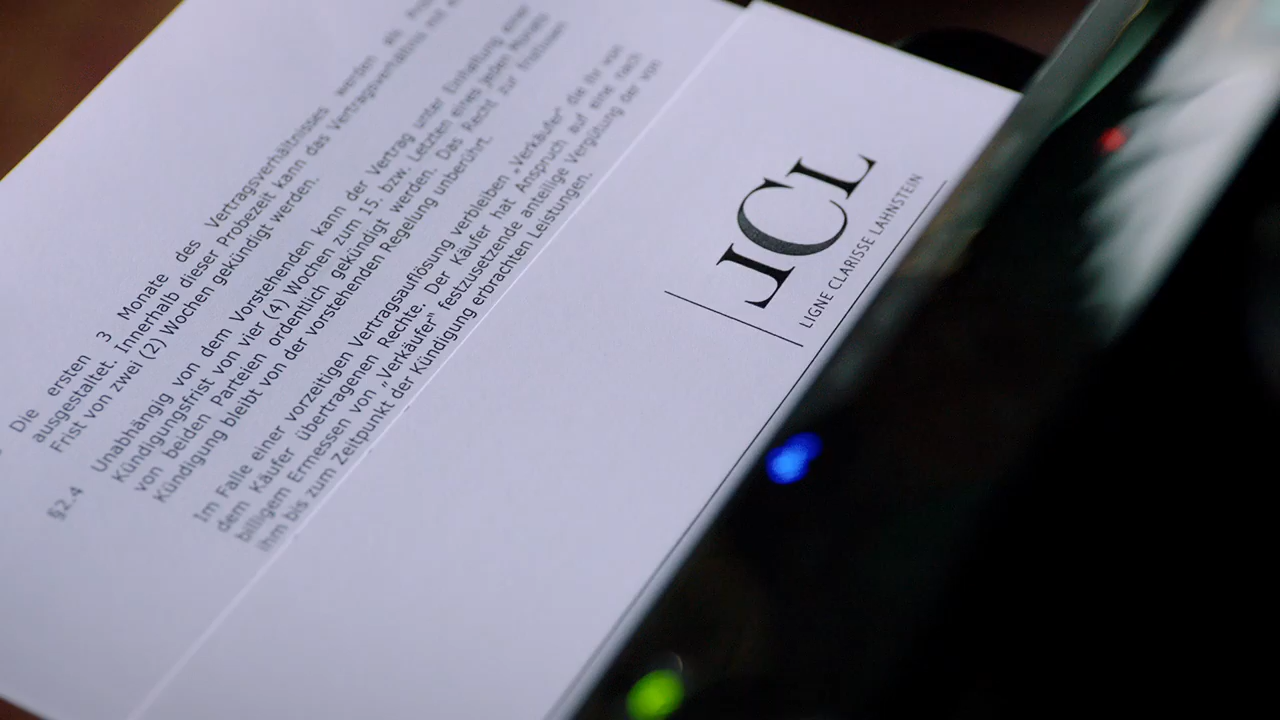 Die ersten 3 Monate des Vertragsverhältnisses werden als
ausgestaltet. Innerhalb dieser Probezeit kann das Vertragsverhältnis mit
Frist von zwei (2) Wochen gekündigt werden.
§2.4 Unabhängig von dem Vorstehenden kann der Vertrag unter Einhaltung einer
Kündigungsfrist von vier (4) Wochen zum 15. bzw. Letzten eines jeden Monats
von beiden Parteien ordentlich gekündigt werden. Das Recht zur fristlosen
Kündigung bleibt von der vorstehenden Regelung unberührt.
Im Falle einer vorzeitigen Vertragsauflösung verbleiben „Verkäufer" die ihr von
dem Käufer übertragenen Rechte. Der Käufer hat Anspruch auf eine nach
billigem Ermessen von „Verkäufer" festzusetzende anteilige Vergütung der von
ihm bis zum Zeitpunkt der Kündigung erbrachten Leistungen.
LCL
LIGNE CLARISSE LAHNSTEIN